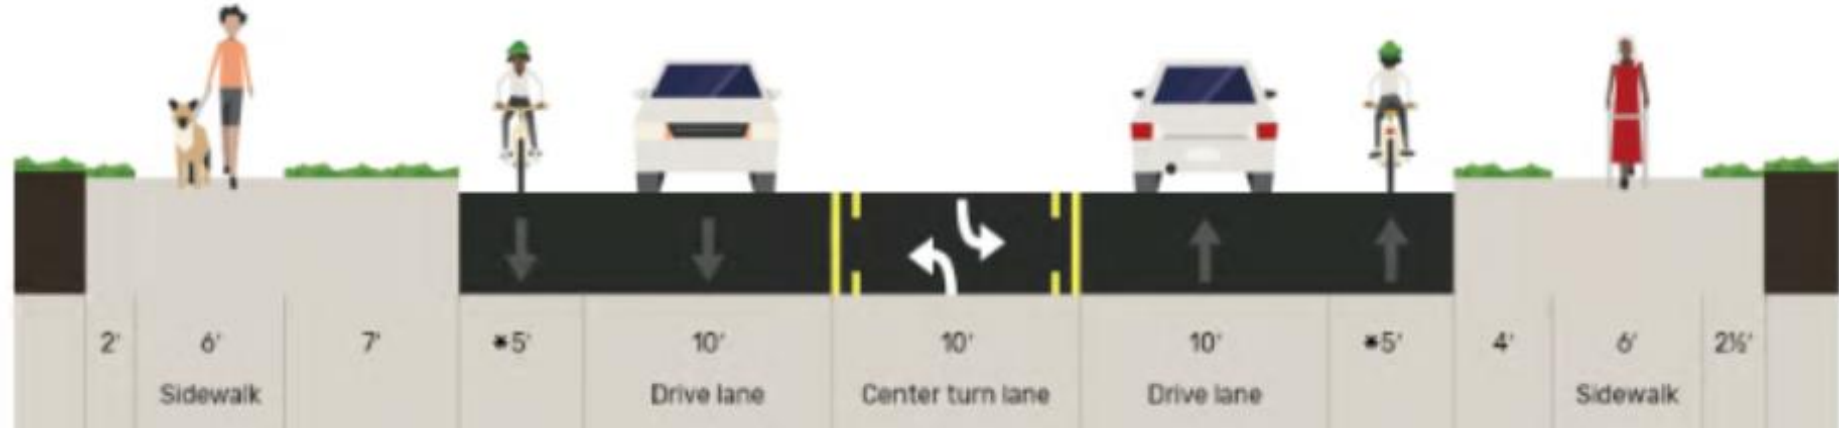 2' 6' 7' *5' 10' 10' 10' *5' 4' 6' 2½'
Sidewalk Drive lane Center turn lane Drive lane Sidewalk